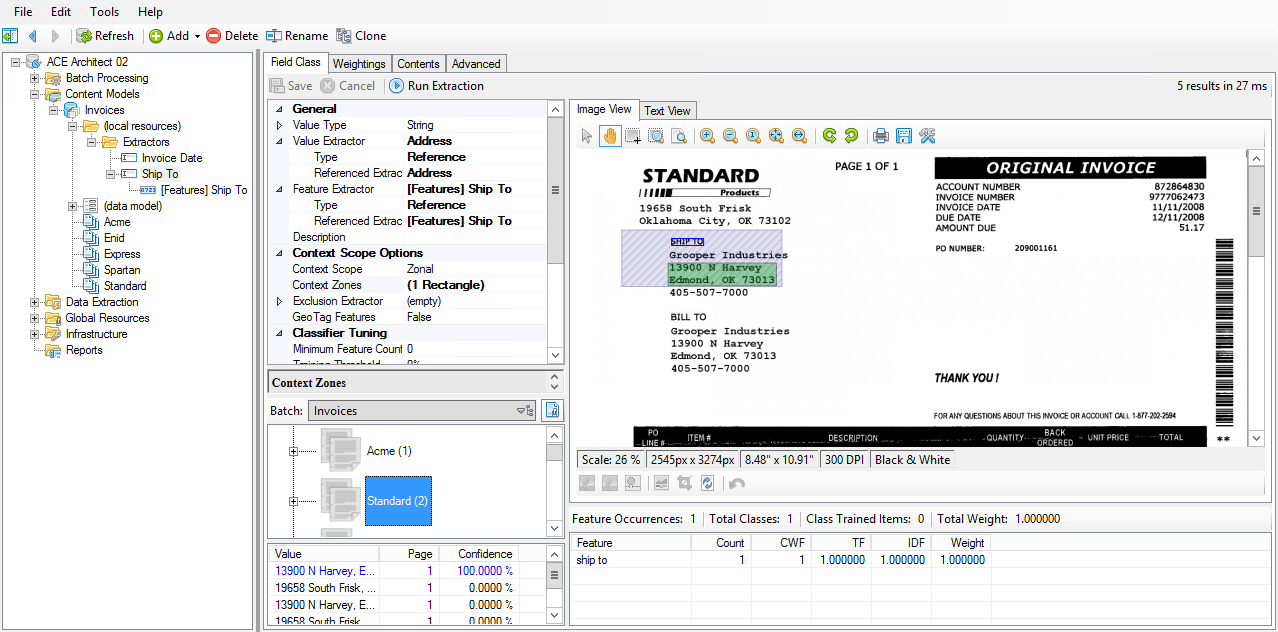 File Edit Tools Help
Refresh Add Delete Rename Clone
ACE Architect 02
Batch Processing
Content Models
Invoices
(local resources)
Extractors
Invoice Date
Ship To
[Features] Ship To
(data model)
Acme
Enid
Express
Spartan
Standard
Data Extraction
Global Resources
Infrastructure
Reports
Field Class Weightings Contents Advanced
Save Cancel Run Extraction 5 results in 27 ms
General
Value Type String
Value Extractor Address
Type Reference
Referenced Extrac Address
Feature Extractor [Features] Ship To
Type Reference
Referenced Extrac [Features] Ship To
Description
Context Scope Options
Context Scope Zonal
Context Zones (1 Rectangle)
Exclusion Extractor (empty)
GeoTag Features False
Classifier Tuning
Minimum Feature Count 0
Training Threshold 0%
Context Zones
Batch: Invoices
Acme (1)
Standard (2)
Value Page Confidence
13900 N Harvey, E... 1 100.0000 %
19658 South Frisk, ... 1 0.0000 %
13900 N Harvey, E... 1 0.0000 %
19658 South Frisk, ... 1 0.0000 %
Image View Text View
STANDARD
Products
19658 South Frisk
Oklahoma City, OK 73102
SHIP TO
Grooper Industries
13900 N Harvey
Edmond, OK 73013
405-507-7000
BILL TO
Grooper Industries
13900 N Harvey
Edmond, OK 73013
405-507-7000
PAGE 1 OF 1
ORIGINAL INVOICE
ACCOUNT NUMBER 872864830
INVOICE NUMBER 9777062473
INVOICE DATE 11/11/2008
DUE DATE 12/11/2008
AMOUNT DUE 51.17
PO NUMBER: 209001161
THANK YOU !
FOR ANY QUESTIONS ABOUT THIS INVOICE OR ACCOUNT CALL 1-877-202-2594
PO LINE # ITEM # DESCRIPTION QUANTITY BACK ORDERED UNIT PRICE TOTAL
**
Scale: 26 % 2545px x 3274px 8.48" x 10.91" 300 DPI Black & White
Feature Occurrences: 1 Total Classes: 1 Class Trained Items: 0 Total Weight: 1.000000
Feature Count CWF TF IDF Weight
ship to 1 1 1.000000 1.000000 1.000000